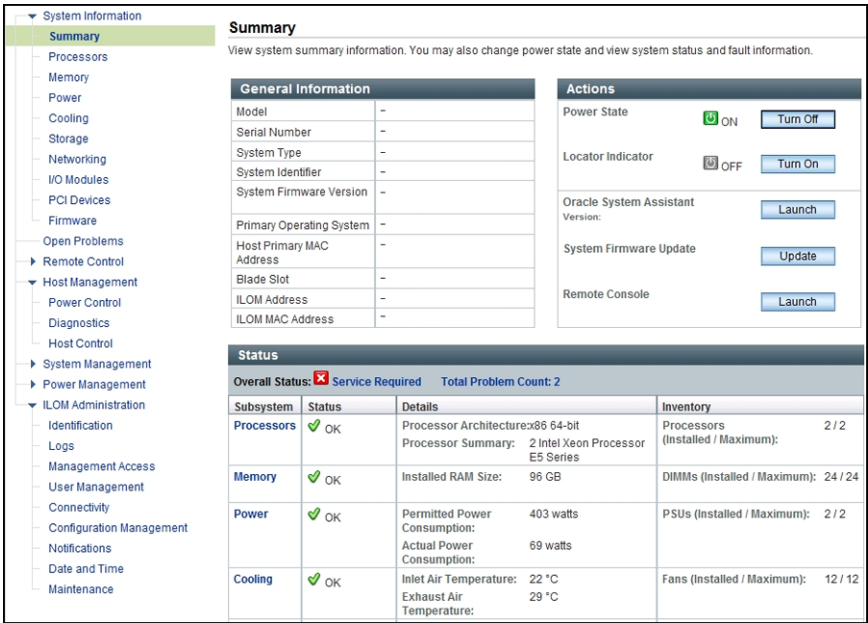 System Information
Summary
Processors
Memory
Power
Cooling
Storage
Networking
I/O Modules
PCI Devices
Firmware
Open Problems
Remote Control
Host Management
Power Control
Diagnostics
Host Control
System Management
Power Management
ILOM Administration
Identification
Logs
Management Access
User Management
Connectivity
Configuration Management
Notifications
Date and Time
Maintenance
Summary
View system summary information. You may also change power state and view system status and fault information.
General Information
Model -
Serial Number -
System Type -
System Identifier -
System Firmware Version -
Primary Operating System -
Host Primary MAC -
Address
Blade Slot -
ILOM Address -
ILOM MAC Address -
Actions
Power State ON Turn Off
Locator Indicator OFF Turn On
Oracle System Assistant Launch
Version:
System Firmware Update Update
Remote Console Launch
Status
Overall Status: Service Required Total Problem Count: 2
Subsystem Status Details Inventory
Processors OK Processor Architecture:x86 64-bit Processors 2 / 2
Processor Summary: 2 Intel Xeon Processor (Installed / Maximum):
E5 Series
Memory OK Installed RAM Size: 96 GB DIMMs (Installed / Maximum): 24 / 24
Power OK Permitted Power 403 watts PSUs (Installed / Maximum): 2 / 2
Consumption:
Actual Power 69 watts
Consumption:
Cooling OK Inlet Air Temperature: 22 °C Fans (Installed / Maximum): 12 / 12
Exhaust Air 29 °C
Temperature: